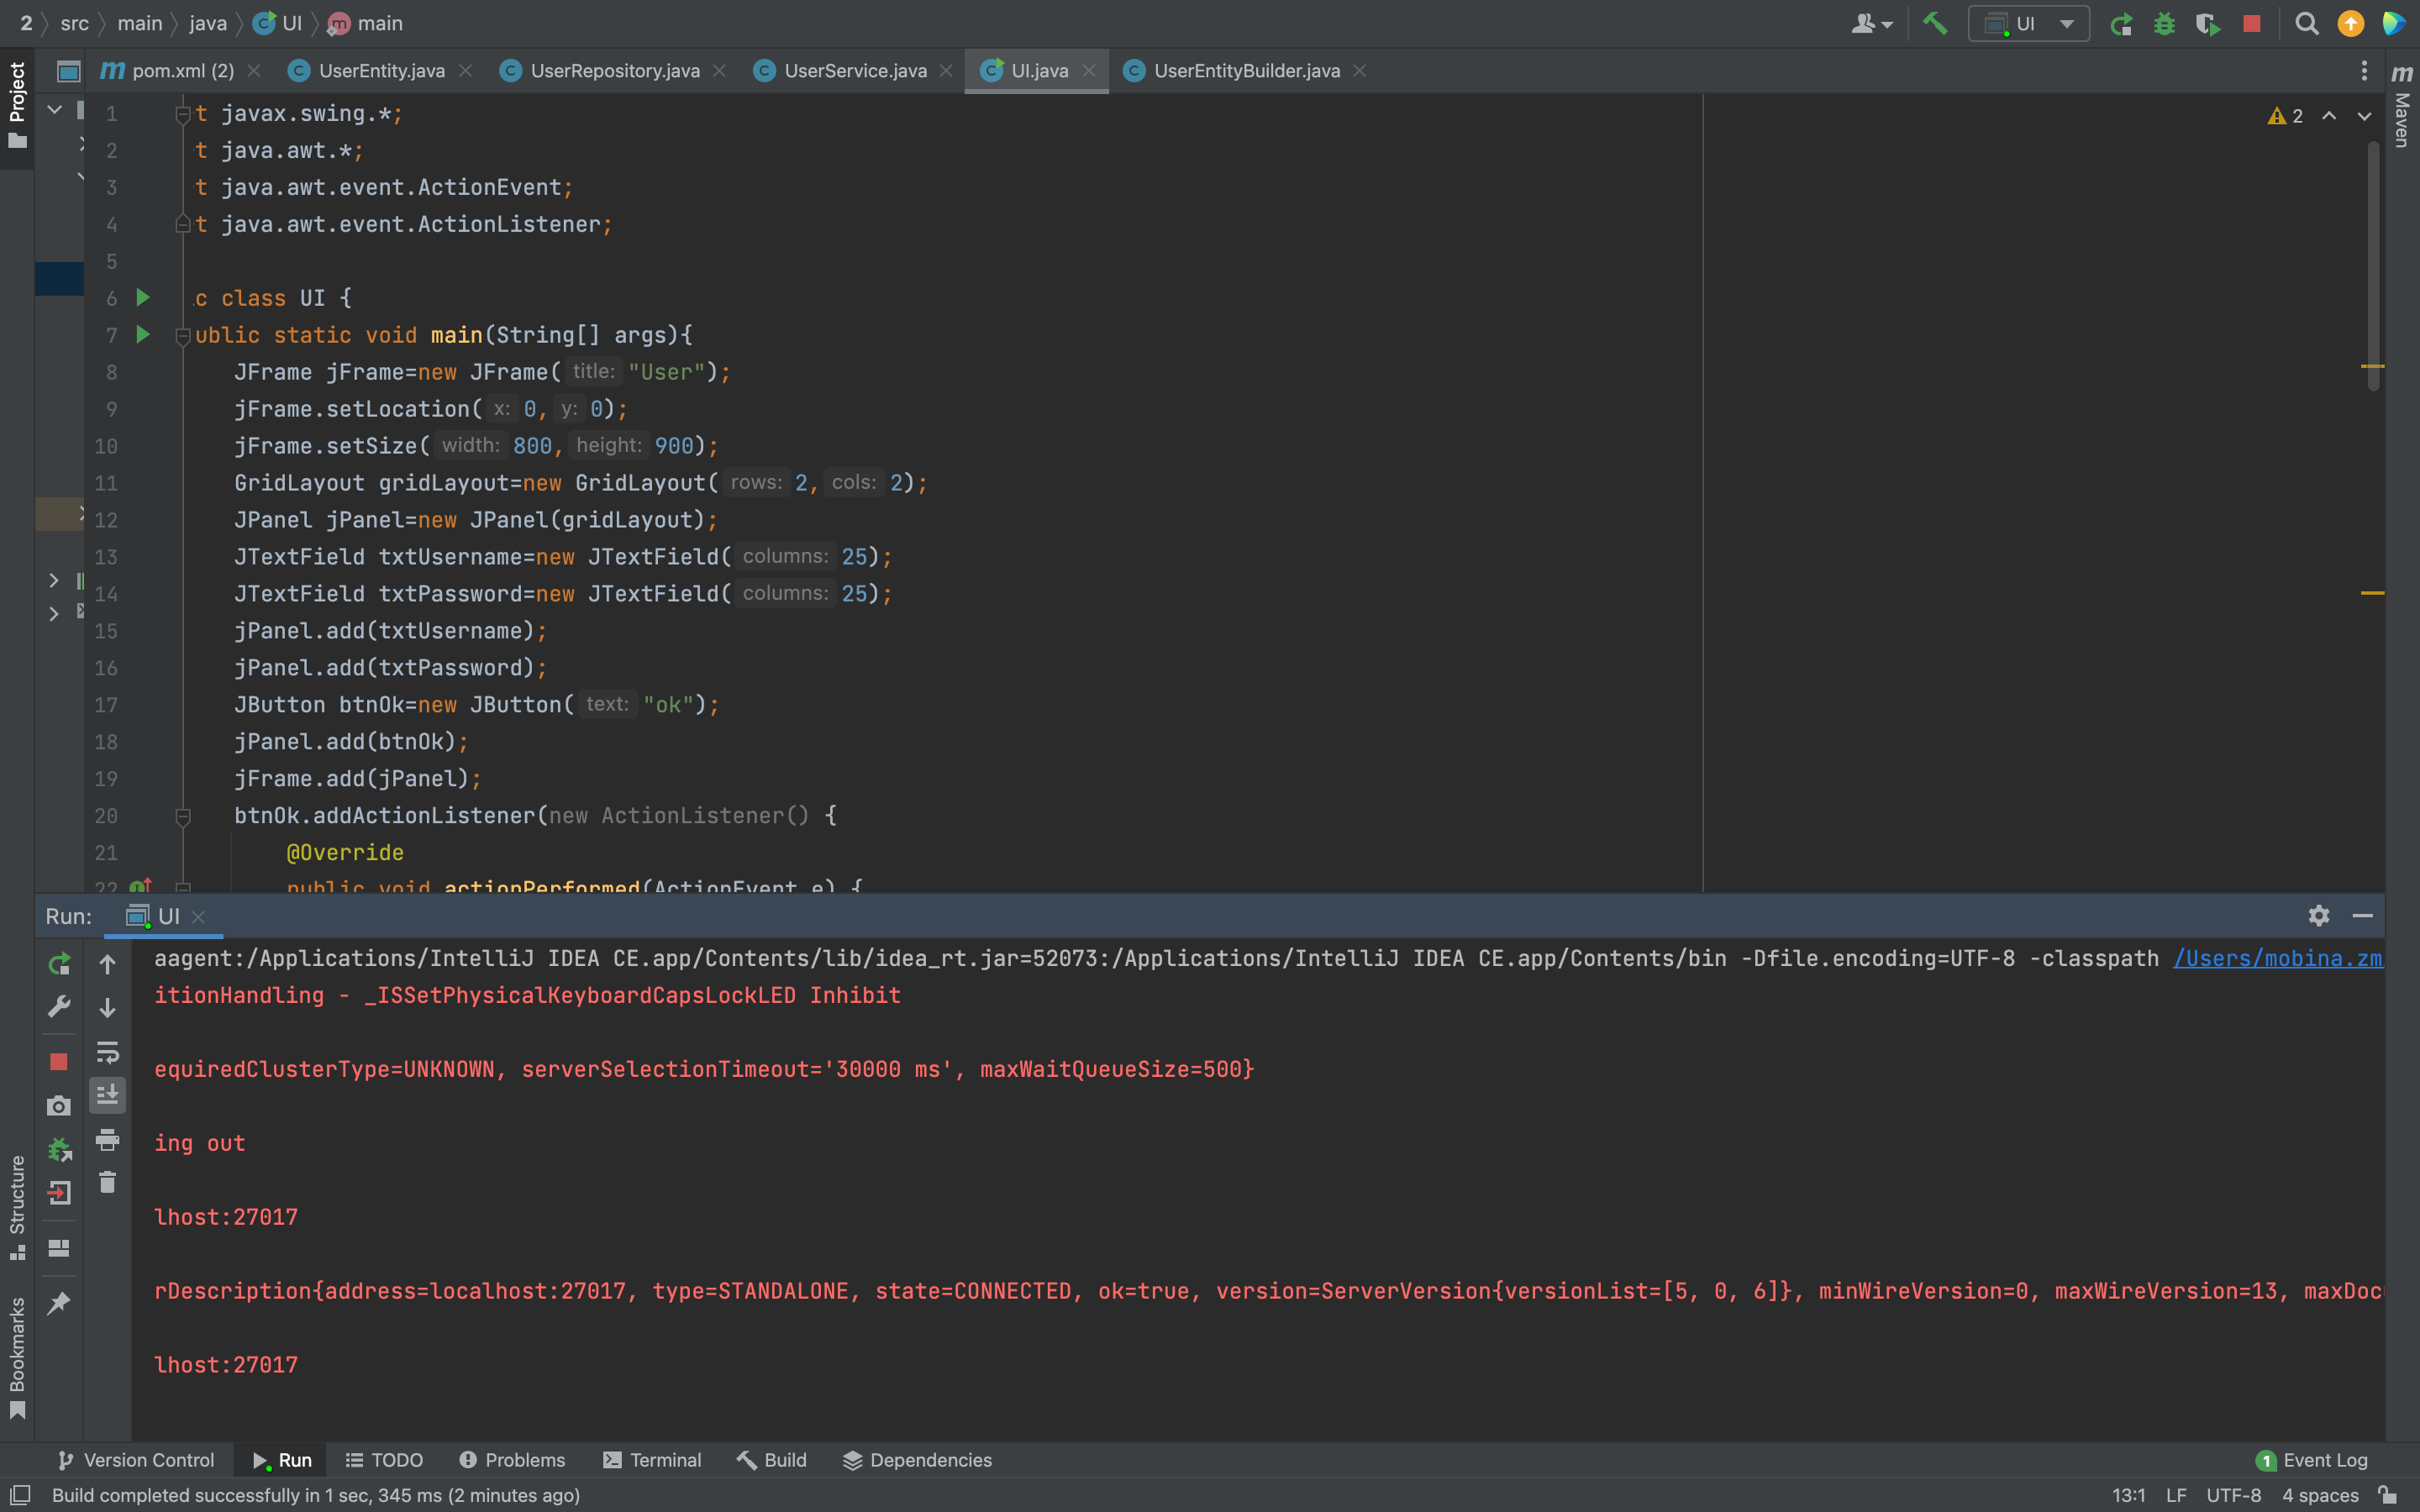 2 src main java UI main
UI
pom.xml (2) UserEntity.java UserRepository.java UserService.java UI.java UserEntityBuilder.java
Project
Maven
2
1 t javax.swing.*;
2 t java.awt.*;
3 t java.awt.event.ActionEvent;
4 t java.awt.event.ActionListener;
5
6 .c class UI {
7 ublic static void main(String[] args){
8 JFrame jFrame=new JFrame( title: "User");
9 jFrame.setLocation( x: 0, y: 0);
10 jFrame.setSize( width: 800, height: 900);
11 GridLayout gridLayout=new GridLayout( rows: 2, cols: 2);
12 JPanel jPanel=new JPanel(gridLayout);
13 JTextField txtUsername=new JTextField( columns: 25);
14 JTextField txtPassword=new JTextField( columns: 25);
15 jPanel.add(txtUsername);
16 jPanel.add(txtPassword);
17 JButton btnOk=new JButton( text: "ok");
18 jPanel.add(btnOk);
19 jFrame.add(jPanel);
20 btnOk.addActionListener(new ActionListener() {
21 @Override
22 public void actionPerformed(ActionEvent e) {
Run: UI
aagent:/Applications/IntelliJ IDEA CE.app/Contents/lib/idea_rt.jar=52073:/Applications/IntelliJ IDEA CE.app/Contents/bin -Dfile.encoding=UTF-8 -classpath /Users/mobina.zm
itionHandling - _ISSetPhysicalKeyboardCapsLockLED Inhibit
equiredClusterType=UNKNOWN, serverSelectionTimeout='30000 ms', maxWaitQueueSize=500}
ing out
lhost:27017
rDescription{address=localhost:27017, type=STANDALONE, state=CONNECTED, ok=true, version=ServerVersion{versionList=[5, 0, 6]}, minWireVersion=0, maxWireVersion=13, maxDoc
lhost:27017
Structure
Bookmarks
Version Control Run TODO Problems Terminal Build Dependencies 1 Event Log
Build completed successfully in 1 sec, 345 ms (2 minutes ago) 13:1 LF UTF-8 4 spaces